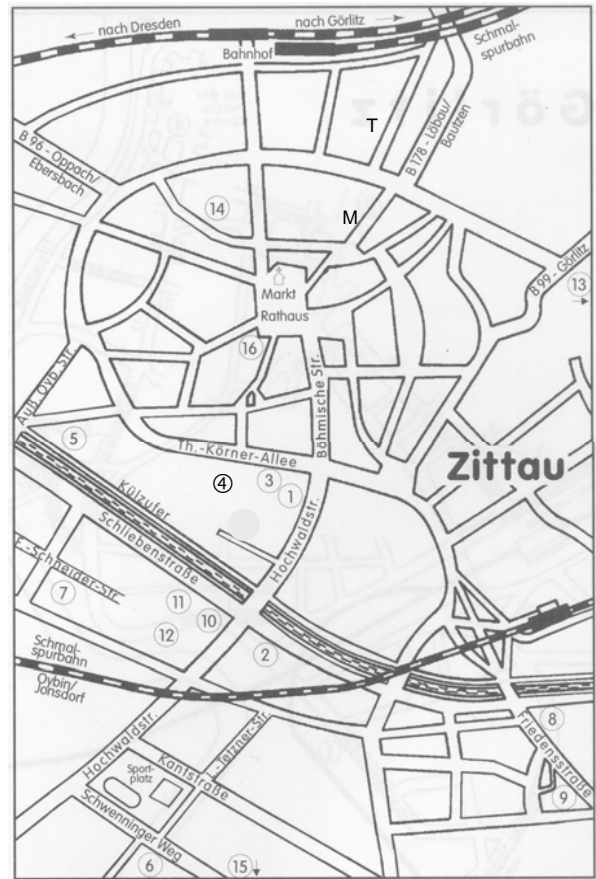 nach Dresden
nach Görlitz
Bahnhof
Schmal-
spurbahn
T
B 178 - Löbau/
Bautzen
B 96 - Oppach/
Ebersbach
14
M
B 99 - Görlitz
13
Markt
Rathaus
16
Böhmische Str.
Auß. Oyb. Str.
5
Th.-Körner-Allee
Zittau
4
3
1
Külzufer
Schliebenstraße
Hochwaldstr.
E.-Schneider-Str.
7
11
10
12
2
Schmal-
spurbahn
Oybin/
Jonsdorf
8
Friedensstraße
9
Hochwaldstr.
-Tetzner-Str.
Kantstraße
Sport-
platz
Schwenninger Weg
6
15